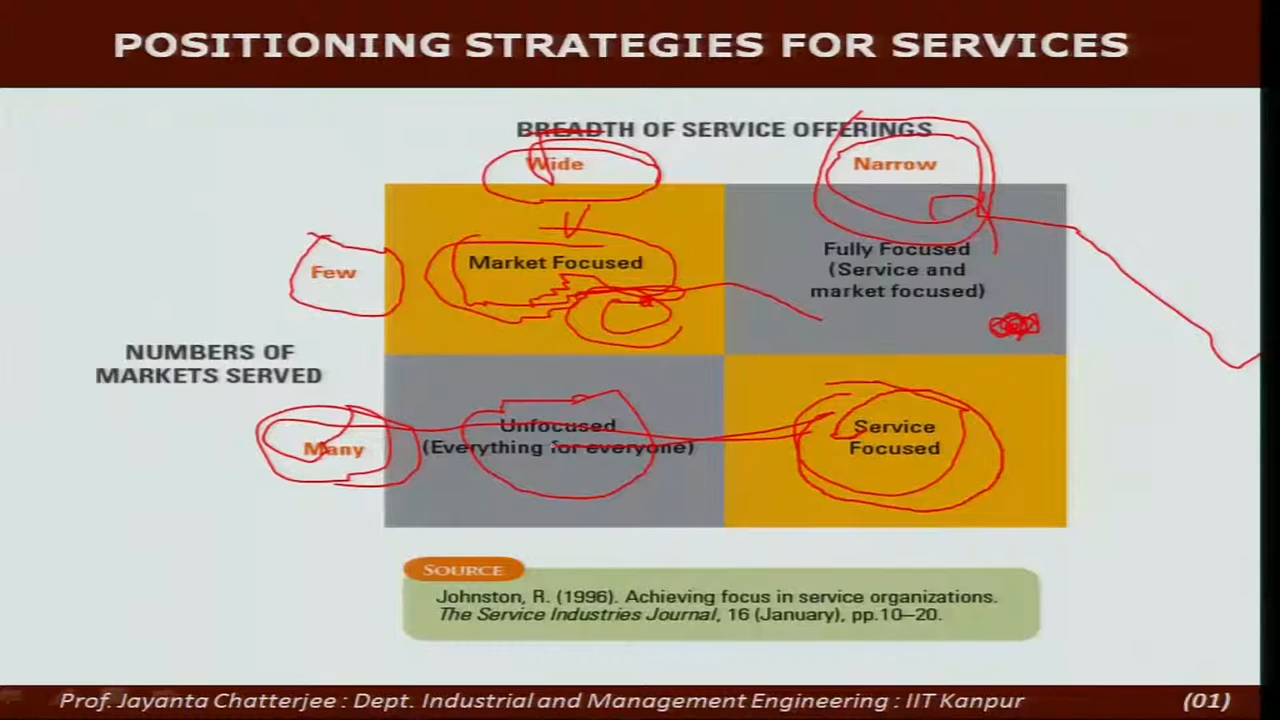 POSITIONING STRATEGIES FOR SERVICES
BREADTH OF SERVICE OFFERINGS
Wide
Narrow
Few
Market Focused
Fully Focused
(Service and
market focused)
NUMBERS OF
MARKETS SERVED
Many
Unfocused
(Everything for everyone)
Service
Focused
SOURCE
Johnston, R. (1996). Achieving focus in service organizations.
The Service Industries Journal, 16 (January), pp.10–20.
Prof. Jayanta Chatterjee : Dept. Industrial and Management Engineering : IIT Kanpur
(01)